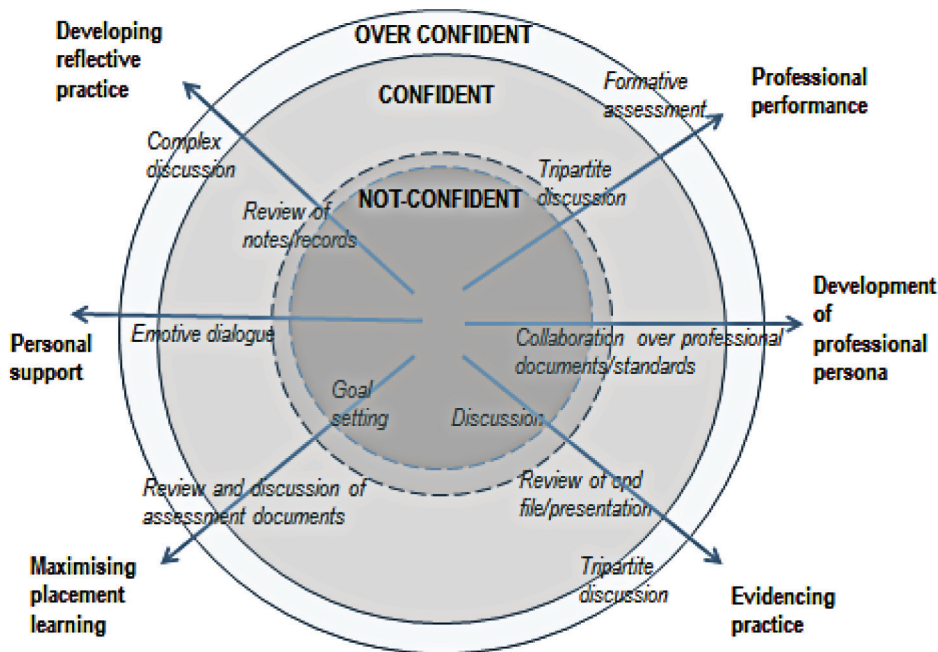 Developing
reflective
practice
OVER CONFIDENT
CONFIDENT
NOT-CONFIDENT
Formative
assessment
Professional
performance
Complex
discussion
Tripartite
discussion
Review of
notes/records
Emotive dialogue
Personal
support
Collaboration over professional
documents/standards
Development
of
professional
persona
Goal
setting
Discussion
Review and discussion of
assessment documents
Review of cpd
file/presentation
Maximising
placement
learning
Tripartite
discussion
Evidencing
practice